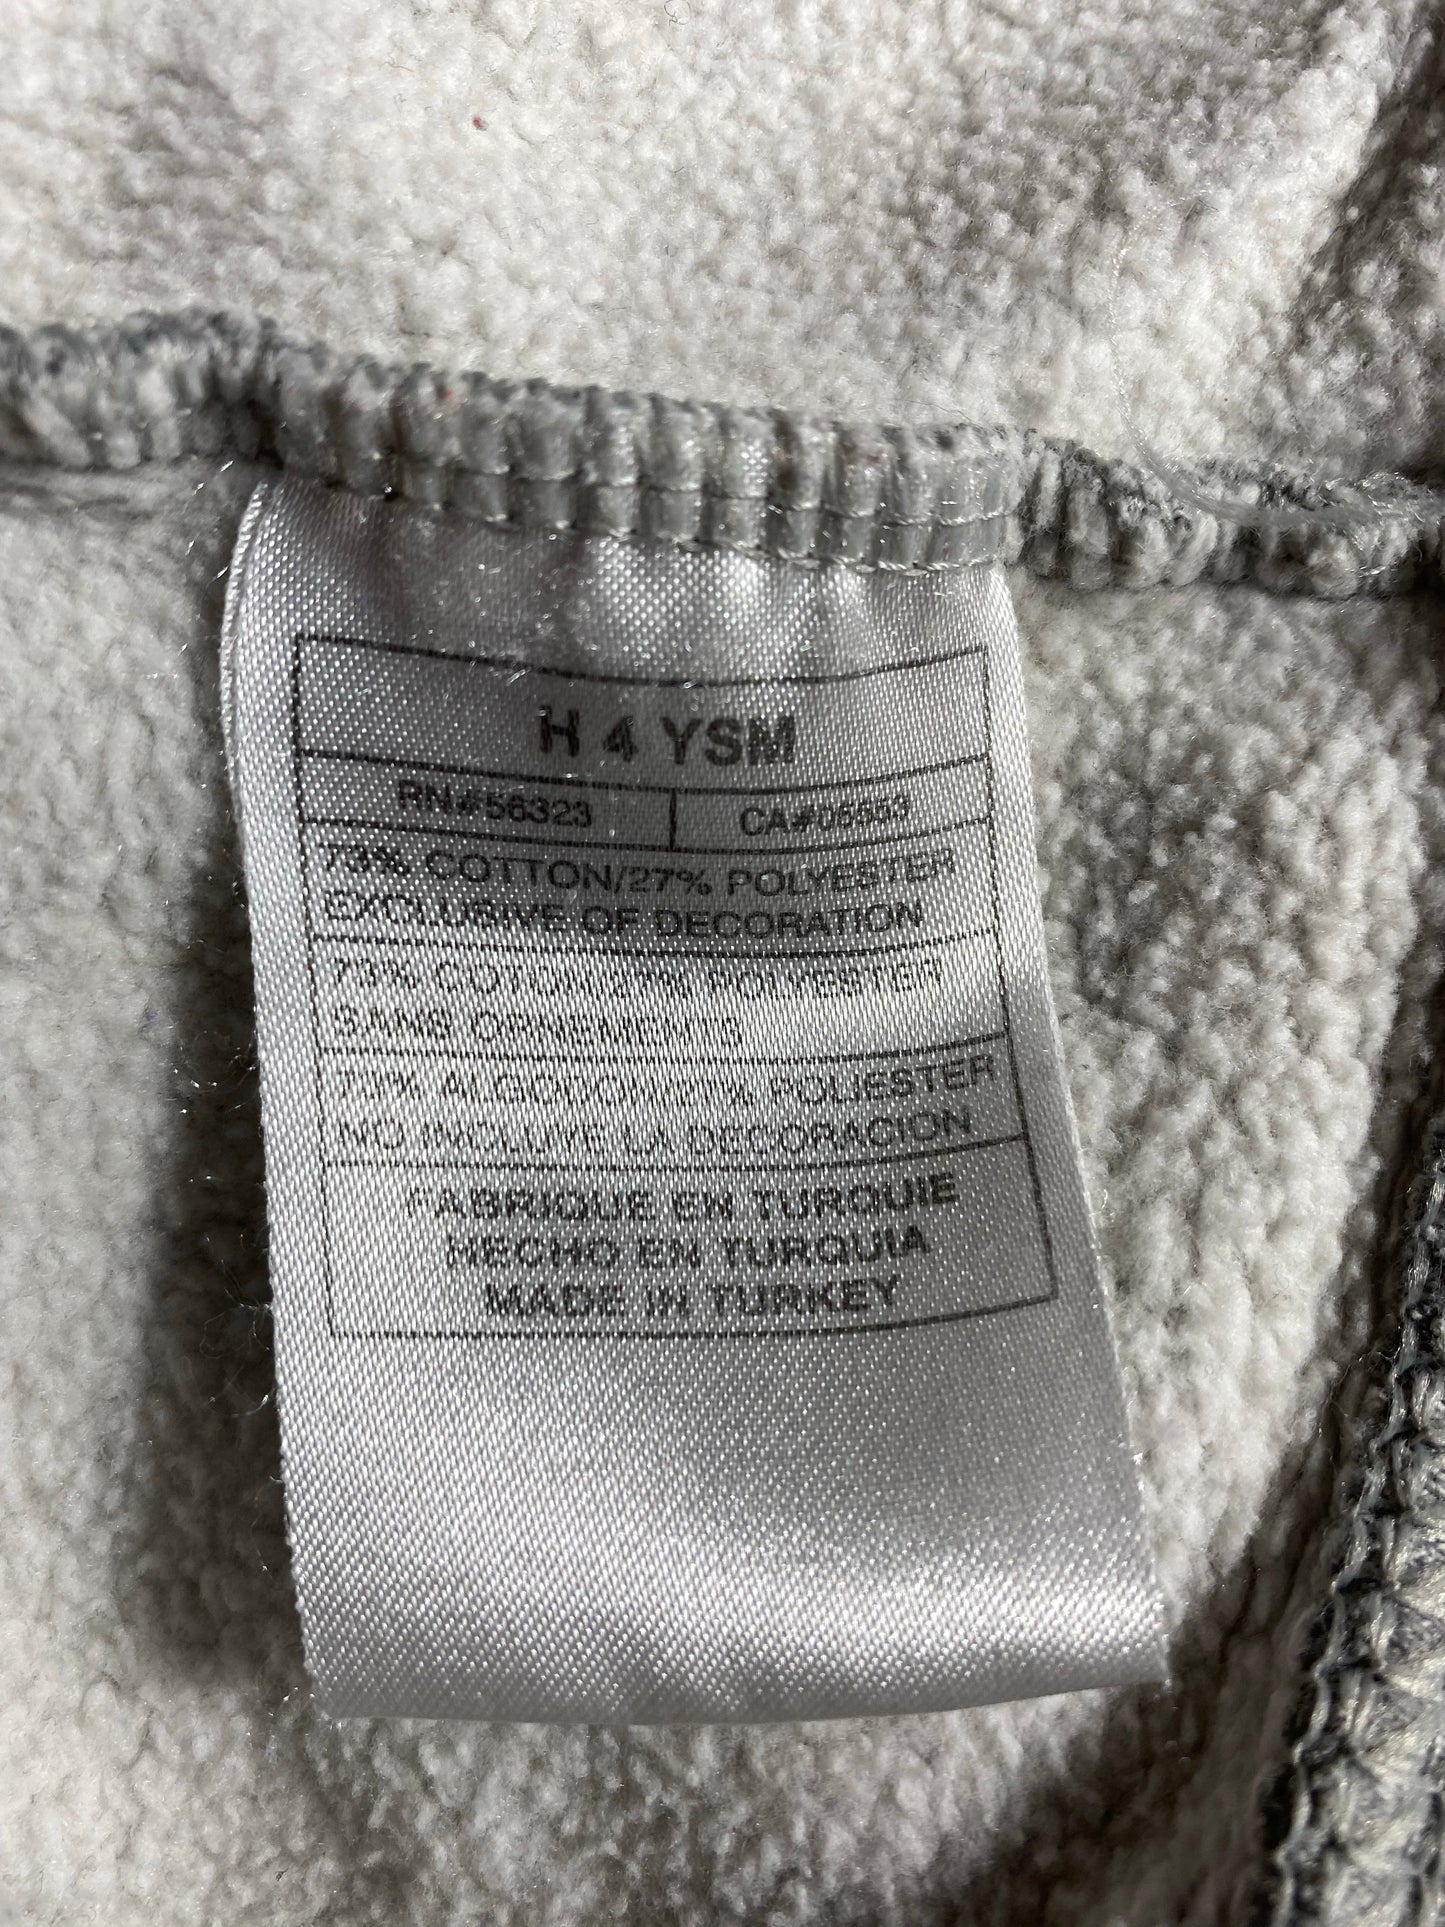 H 4 YSM
RN#56323 CA#05553
73% COTTON/27% POLYESTER
EXCLUSIVE OF DECORATION
73% COTON/27% POLYESTER
SANS ORNEMENTS
73% ALGODON/27% POLIESTER
NO INCLUYE LA DECORACION
FABRIQUE EN TURQUIE
HECHO EN TURQUIA
MADE IN TURKEY